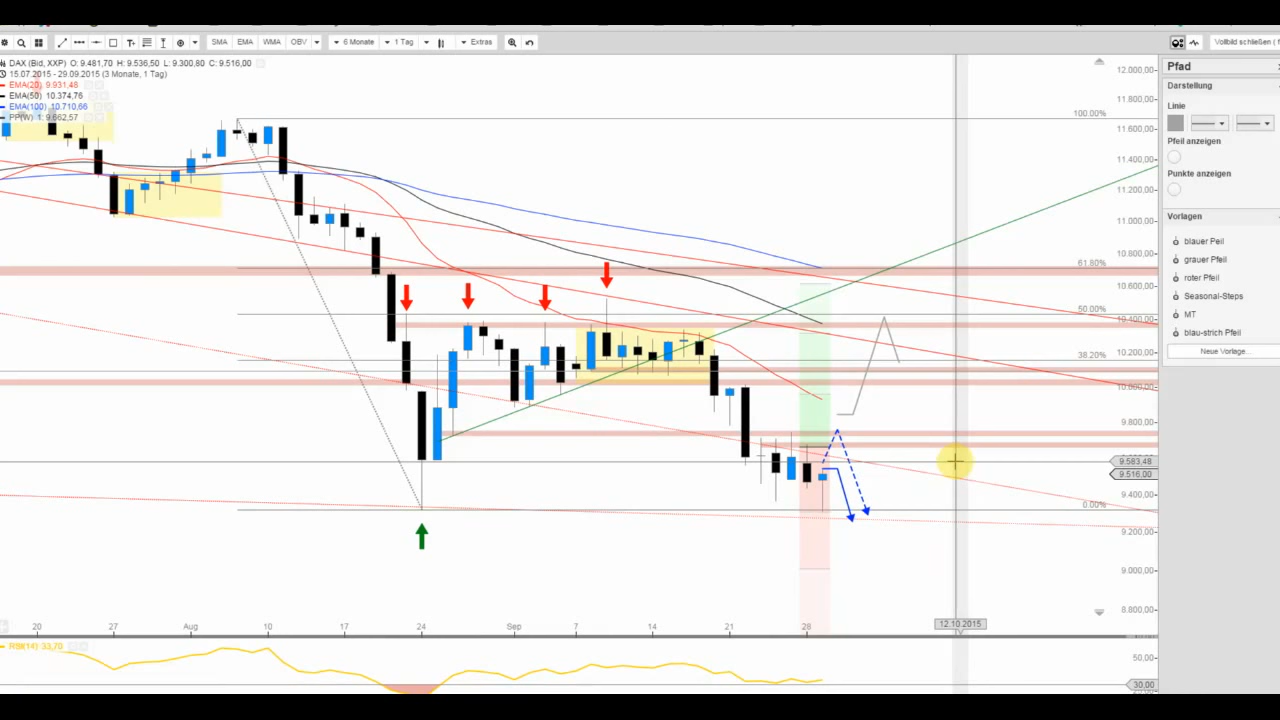 SMA EMA WMA OBV 6 Monate 1 Tag Extras Vollbild schließen (
DAX (Bid, XXP) O: 9.481,70 H: 9.536,50 L: 9.300,80 C: 9.516,00
15.07.2015 - 29.09.2015 (3 Monate, 1 Tag)
EMA(20) 9.931,48
EMA(50) 10.374,76
EMA(100) 10.710,66
PP(W) 1: 9.662,57
Pfad
Darstellung
Linie
Pfeil anzeigen
Punkte anzeigen
Vorlagen
blauer Peil
grauer Pfeil
roter Pfeil
Seasonal-Steps
MT
blau-strich Pfeil
Neue Vorlage...
100.00%
61.80%
50.00%
38.20%
0.00%
12.000,00
11.800,00
11.600,00
11.400,00
11.200,00
11.000,00
10.800,00
10.600,00
10.400,00
10.200,00
10.000,00
9.800,00
9.583,48
9.516,00
9.400,00
9.200,00
9.000,00
8.800,00
20 27 Aug 10 17 24 Sep 7 14 21 28 12.10.2015
RSI(14) 33,70
50.00
30.00